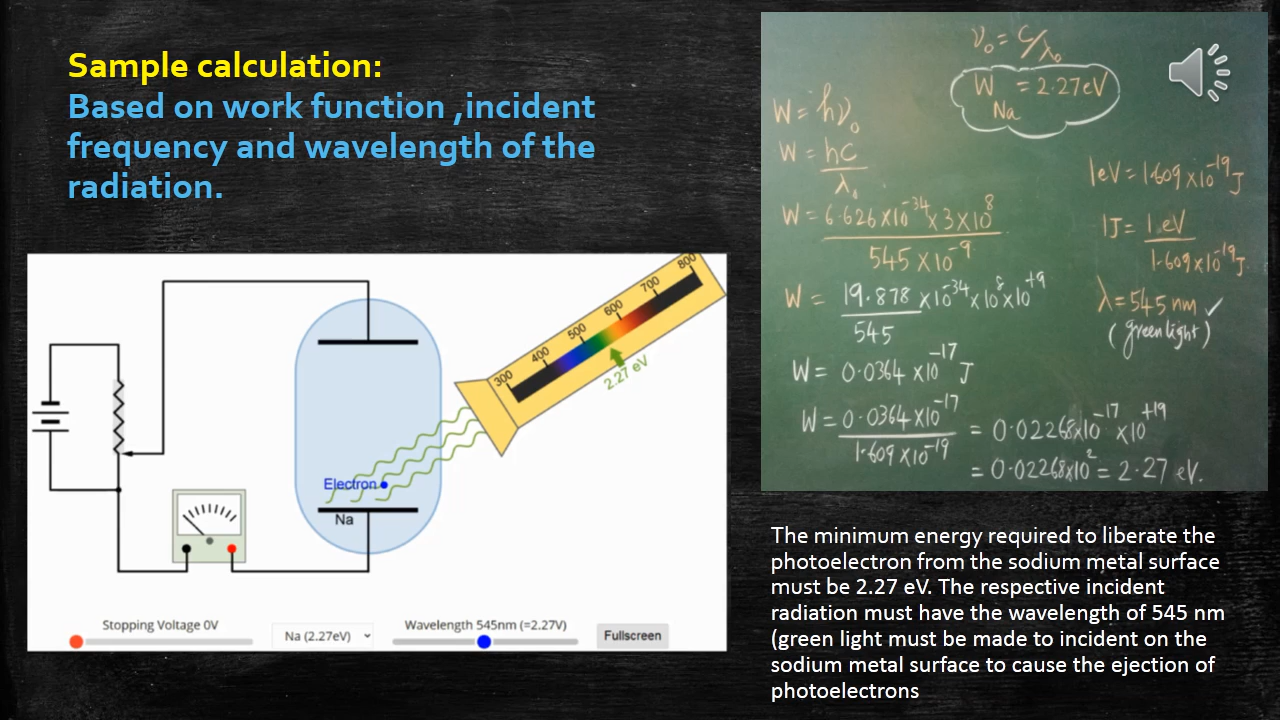 Sample calculation:
Based on work function ,incident
frequency and wavelength of the
radiation.
ν₀ = C/λ₀
W = 2.27eV
Na
W = hν₀
W = hC
λ₀
W = 6.626×10⁻³⁴×3×10⁸
545×10⁻⁹
W = 19.878 ×10⁻³⁴×10⁸×10⁺⁹
545
W = 0.0364×10⁻¹⁷ J
W = 0.0364×10⁻¹⁷
1.609×10⁻¹⁹
= 0.02268×10⁻¹⁷×10⁺¹⁹
= 0.02268×10² = 2.27 eV.
1eV = 1.609×10⁻¹⁹ J
1J = 1.eV
1.609×10⁻¹⁹ J
λ = 545nm ✓
(green light)
300 400 500 600 700 800
2.27 eV
Electron
Na
Stopping Voltage 0V
Na (2.27eV)
Wavelength 545nm (=2.27V)
Fullscreen
The minimum energy required to liberate the
photoelectron from the sodium metal surface
must be 2.27 eV. The respective incident
radiation must have the wavelength of 545 nm
(green light must be made to incident on the
sodium metal surface to cause the ejection of
photoelectrons